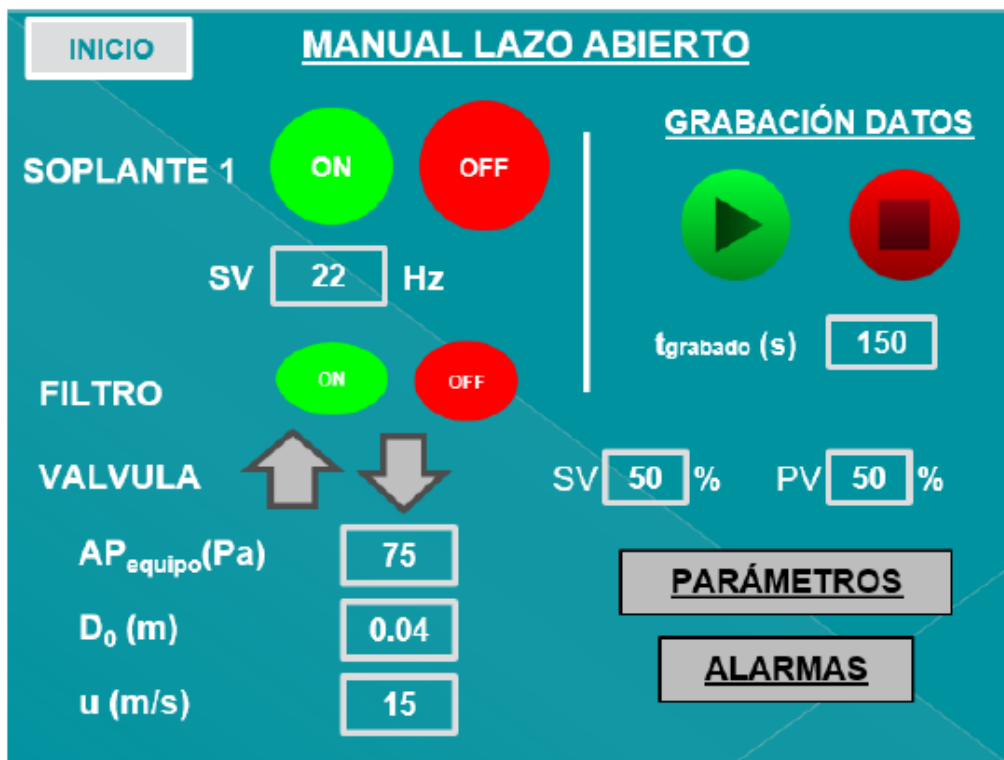 INICIO
MANUAL LAZO ABIERTO
SOPLANTE 1
ON
OFF
SV 22 Hz
GRABACIÓN DATOS
tgrabado (s) 150
FILTRO
ON
OFF
VALVULA
SV 50 %
PV 50 %
APequipo(Pa) 75
D0 (m) 0.04
u (m/s) 15
PARÁMETROS
ALARMAS